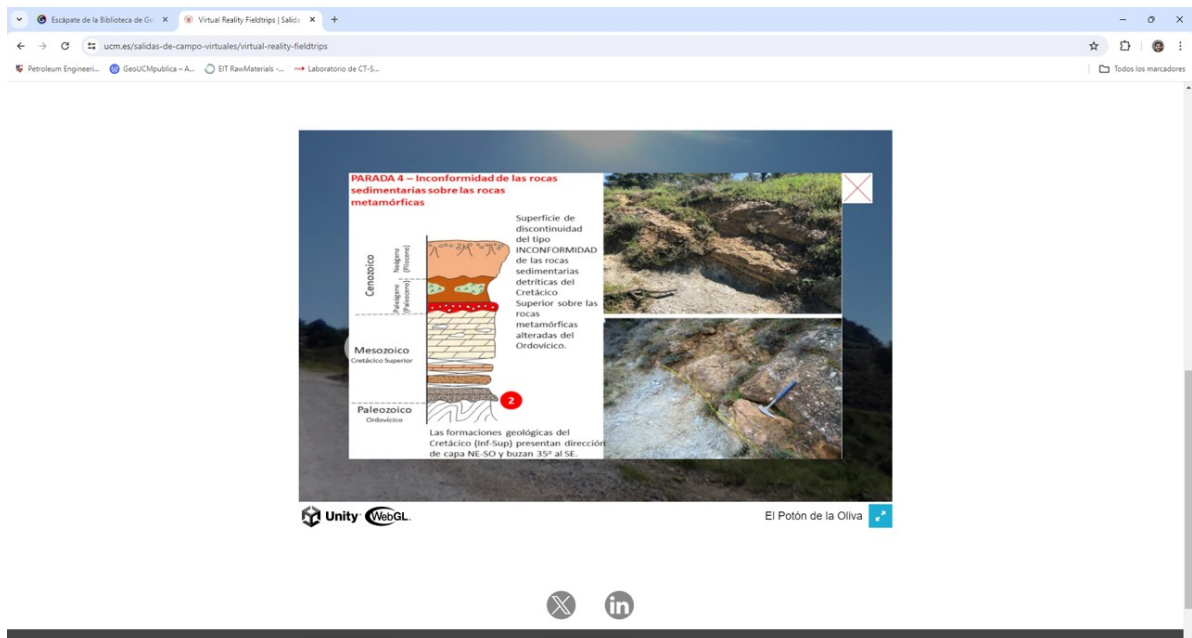 Escápate de la Biblioteca de Ge
Virtual Reality Fieldtrips | Salida
ucm.es/salidas-de-campo-virtuales/virtual-reality-fieldtrips
Petroleum Engineeri...
GeoUCMpublica – A...
EIT RawMaterials -...
Laboratorio de CT-S...
Todos los marcadores
PARADA 4 – Inconformidad de las rocas
sedimentarias sobre las rocas
metamórficas
Superficie de
discontinuidad
del tipo
INCONFORMIDAD
de las rocas
sedimentarias
detríticas del
Cretácico
Superior sobre las
rocas
metamórficas
alteradas del
Ordovícico.
Cenozoico
Neógeno
(Plioceno)
Paleógeno
(Paleoceno)
Mesozoico
Cretácico Superior
Paleozoico
Ordovícico
2
Las formaciones geológicas del
Cretácico (Inf-Sup) presentan dirección
de capa NE-SO y buzan 35º al SE.
Unity
WebGL.
El Potón de la Oliva
X
in